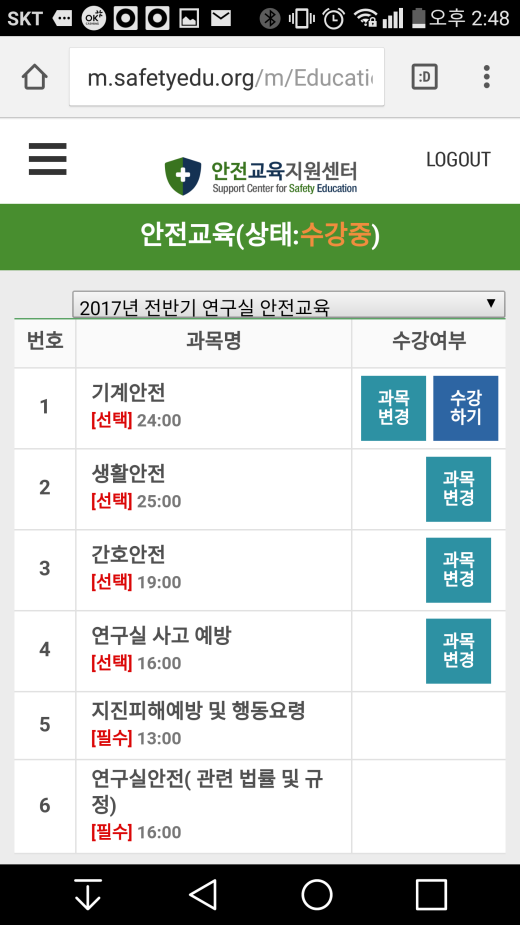 SKT
OK
오후 2:48
m.safetyedu.org/m/Educati
:D
안전교육지원센터
Support Center for Safety Education
LOGOUT
안전교육(상태:수강중)
2017년 전반기 연구실 안전교육 ▼
번호 과목명 수강여부
1
기계안전
[선택] 24:00
과목
변경
수강
하기
2
생활안전
[선택] 25:00
과목
변경
3
간호안전
[선택] 19:00
과목
변경
4
연구실 사고 예방
[선택] 16:00
과목
변경
5
지진피해예방 및 행동요령
[필수] 13:00
6
연구실안전( 관련 법률 및 규
정)
[필수] 16:00